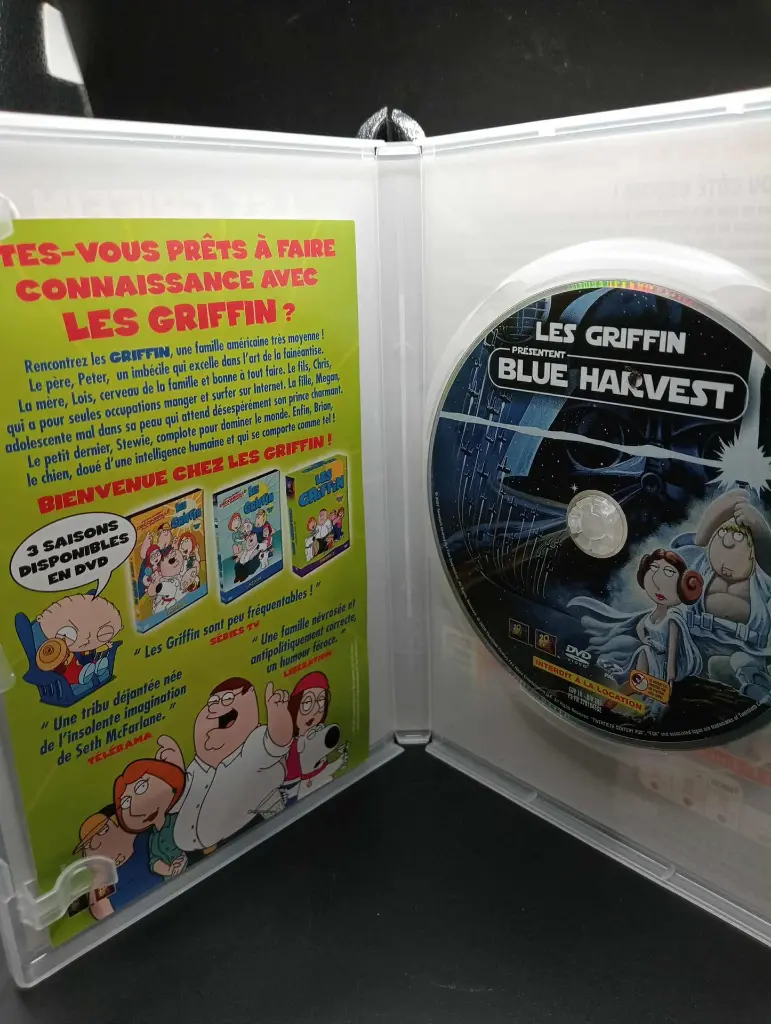 TES-VOUS PRÊTS À FAIRE
CONNAISSANCE AVEC
LES GRIFFIN ?
Rencontrez les GRIFFIN, une famille américaine très moyenne !
Le père, Peter, un imbécile qui excelle dans l'art de la fainéantise.
La mère, Lois, cerveau de la famille et bonne à tout faire. Le fils, Chris,
qui a pour seules occupations manger et surfer sur Internet. La fille, Megan,
adolescente mal dans sa peau qui attend désespérément son prince charmant.
Le petit dernier, Stewie, complote pour dominer le monde. Enfin, Brian,
le chien, doué d'une intelligence humaine et qui se comporte comme tel !
BIENVENUE CHEZ LES GRIFFIN !
3 SAISONS
DISPONIBLES
EN DVD
LES
GRIFFIN
" Les Griffin sont peu fréquentables ! "
SÉRIES TV
" Une famille névrosée et
antipolitiquement correcte,
un humour féroce. "
LIBÉRATION
" Une tribu déjantée née
de l'insolente imagination
de Seth McFarlane. "
TÉLÉRAMA
LES GRIFFIN
PRÉSENTENT
BLUE HARVEST
DVD
VIDEO
PAL
INTERDIT À LA LOCATION